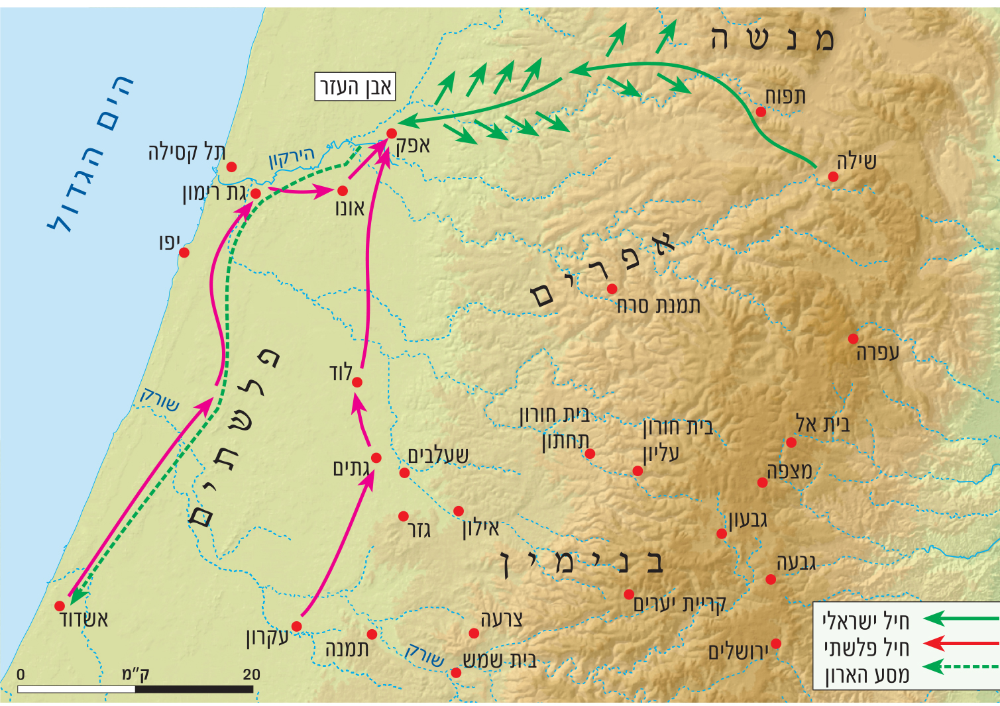 מנשה
הים הגדול
אבן העזר
תפוח
אפק
תל קסילה
הירקון
שילה
גת רימון
אונו
יפו
אפרים
תמנת סרח
עפרה
פלשתים
לוד
שורק
בית חורון
תחתון
בית חורון
עליון
בית אל
שעלבים
גתים
מצפה
גזר
אילון
גבעון
בנימין
גבעה
קריית יערים
אשדוד
עקרון
תמנה
צרעה
שורק
בית שמש
ירושלים
חיל ישראלי
חיל פלשתי
מסע הארון
0 ק"מ 20